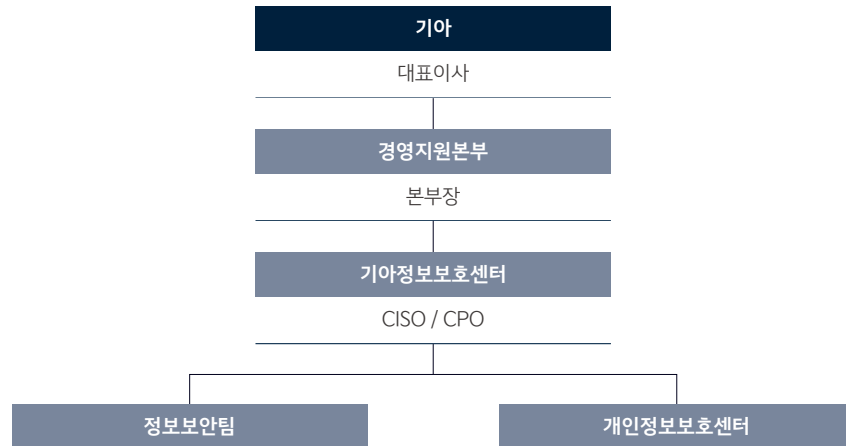 기아
대표이사
경영지원본부
본부장
기아정보보호센터
CISO / CPO
정보보안팀
개인정보보호센터